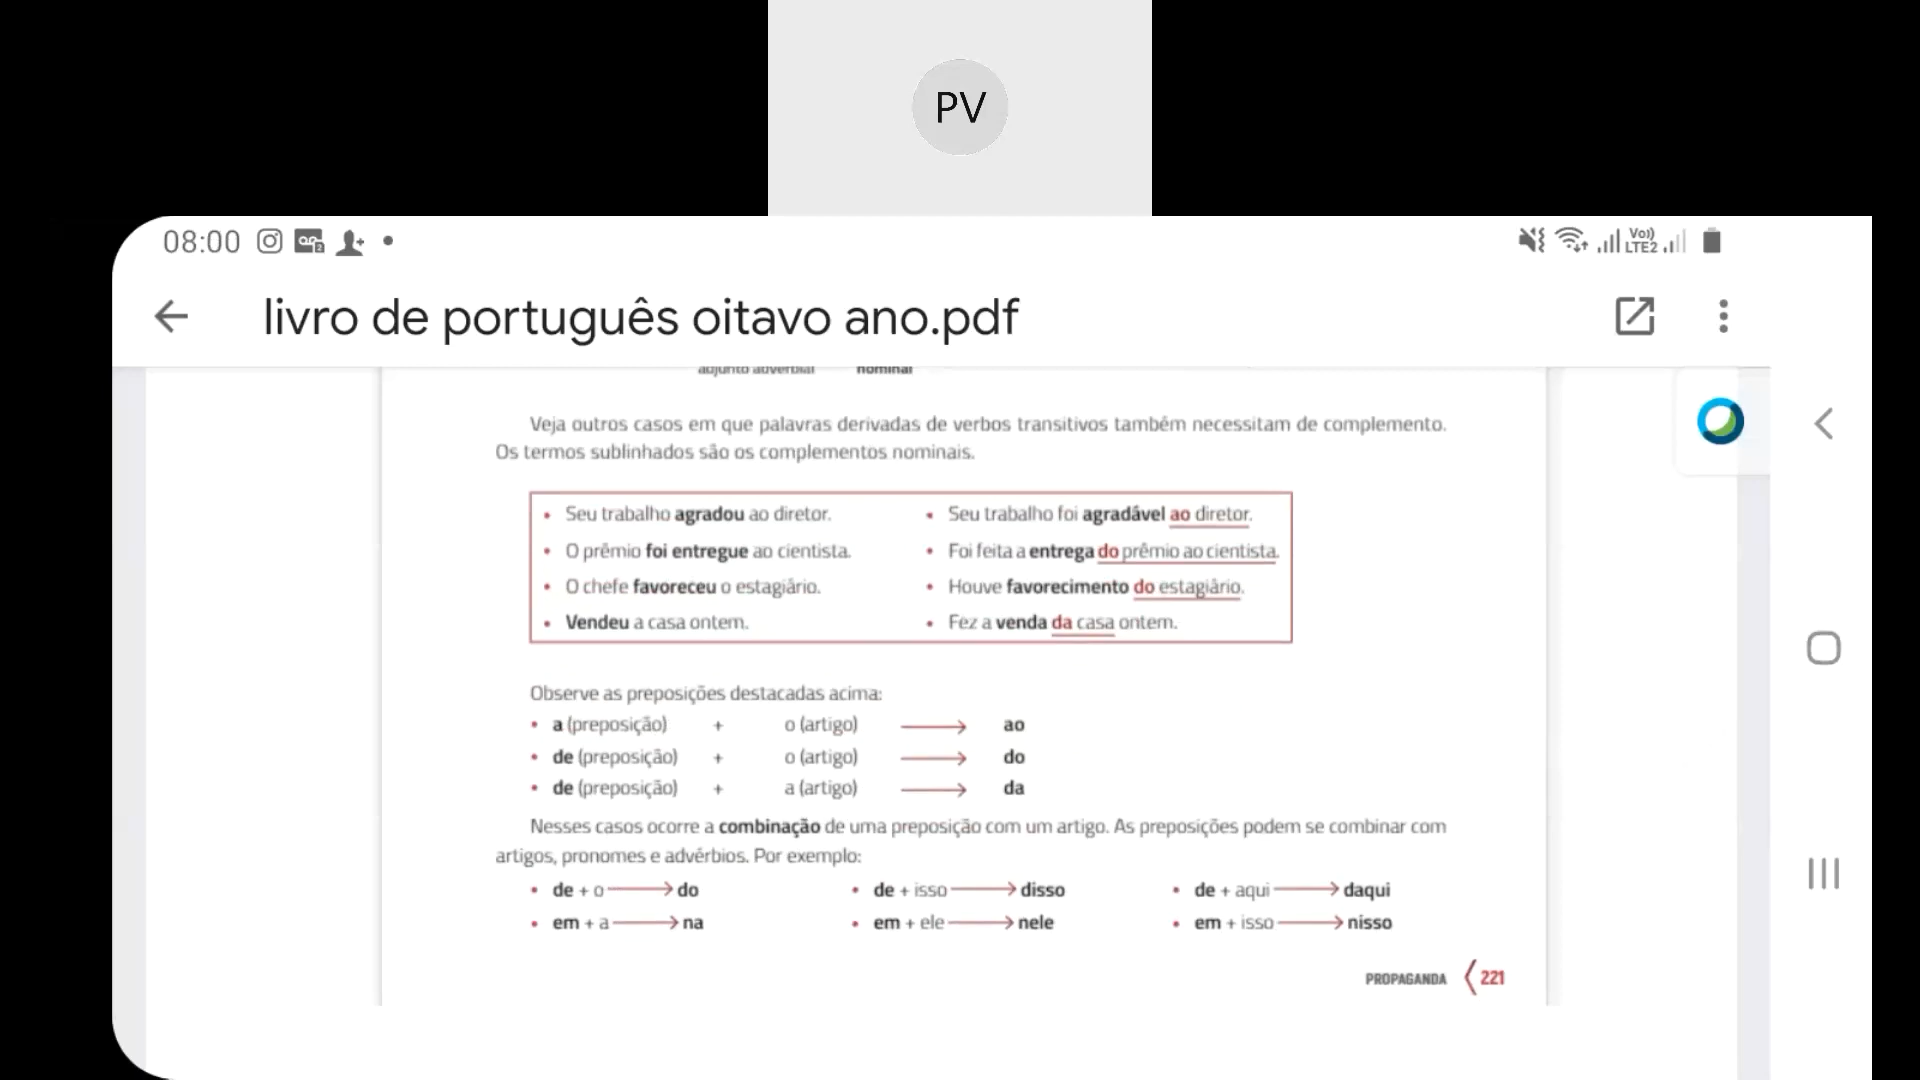 PV
08:00
Vo))
LTE2
livro de português oitavo ano.pdf
adjunto adverbial nominal
Veja outros casos em que palavras derivadas de verbos transitivos também necessitam de complemento.
Os termos sublinhados são os complementos nominais.
• Seu trabalho agradou ao diretor. • Seu trabalho foi agradável ao diretor.
• O prêmio foi entregue ao cientista. • Foi feita a entrega do prêmio ao cientista.
• O chefe favoreceu o estagiário. • Houve favorecimento do estagiário.
• Vendeu a casa ontem. • Fez a venda da casa ontem.
Observe as preposições destacadas acima:
• a (preposição) + o (artigo) → ao
• de (preposição) + o (artigo) → do
• de (preposição) + a (artigo) → da
Nesses casos ocorre a combinação de uma preposição com um artigo. As preposições podem se combinar com
artigos, pronomes e advérbios. Por exemplo:
• de + o → do • de + isso → disso • de + aqui → daqui
• em + a → na • em + ele → nele • em + isso → nisso
PROPAGANDA 221